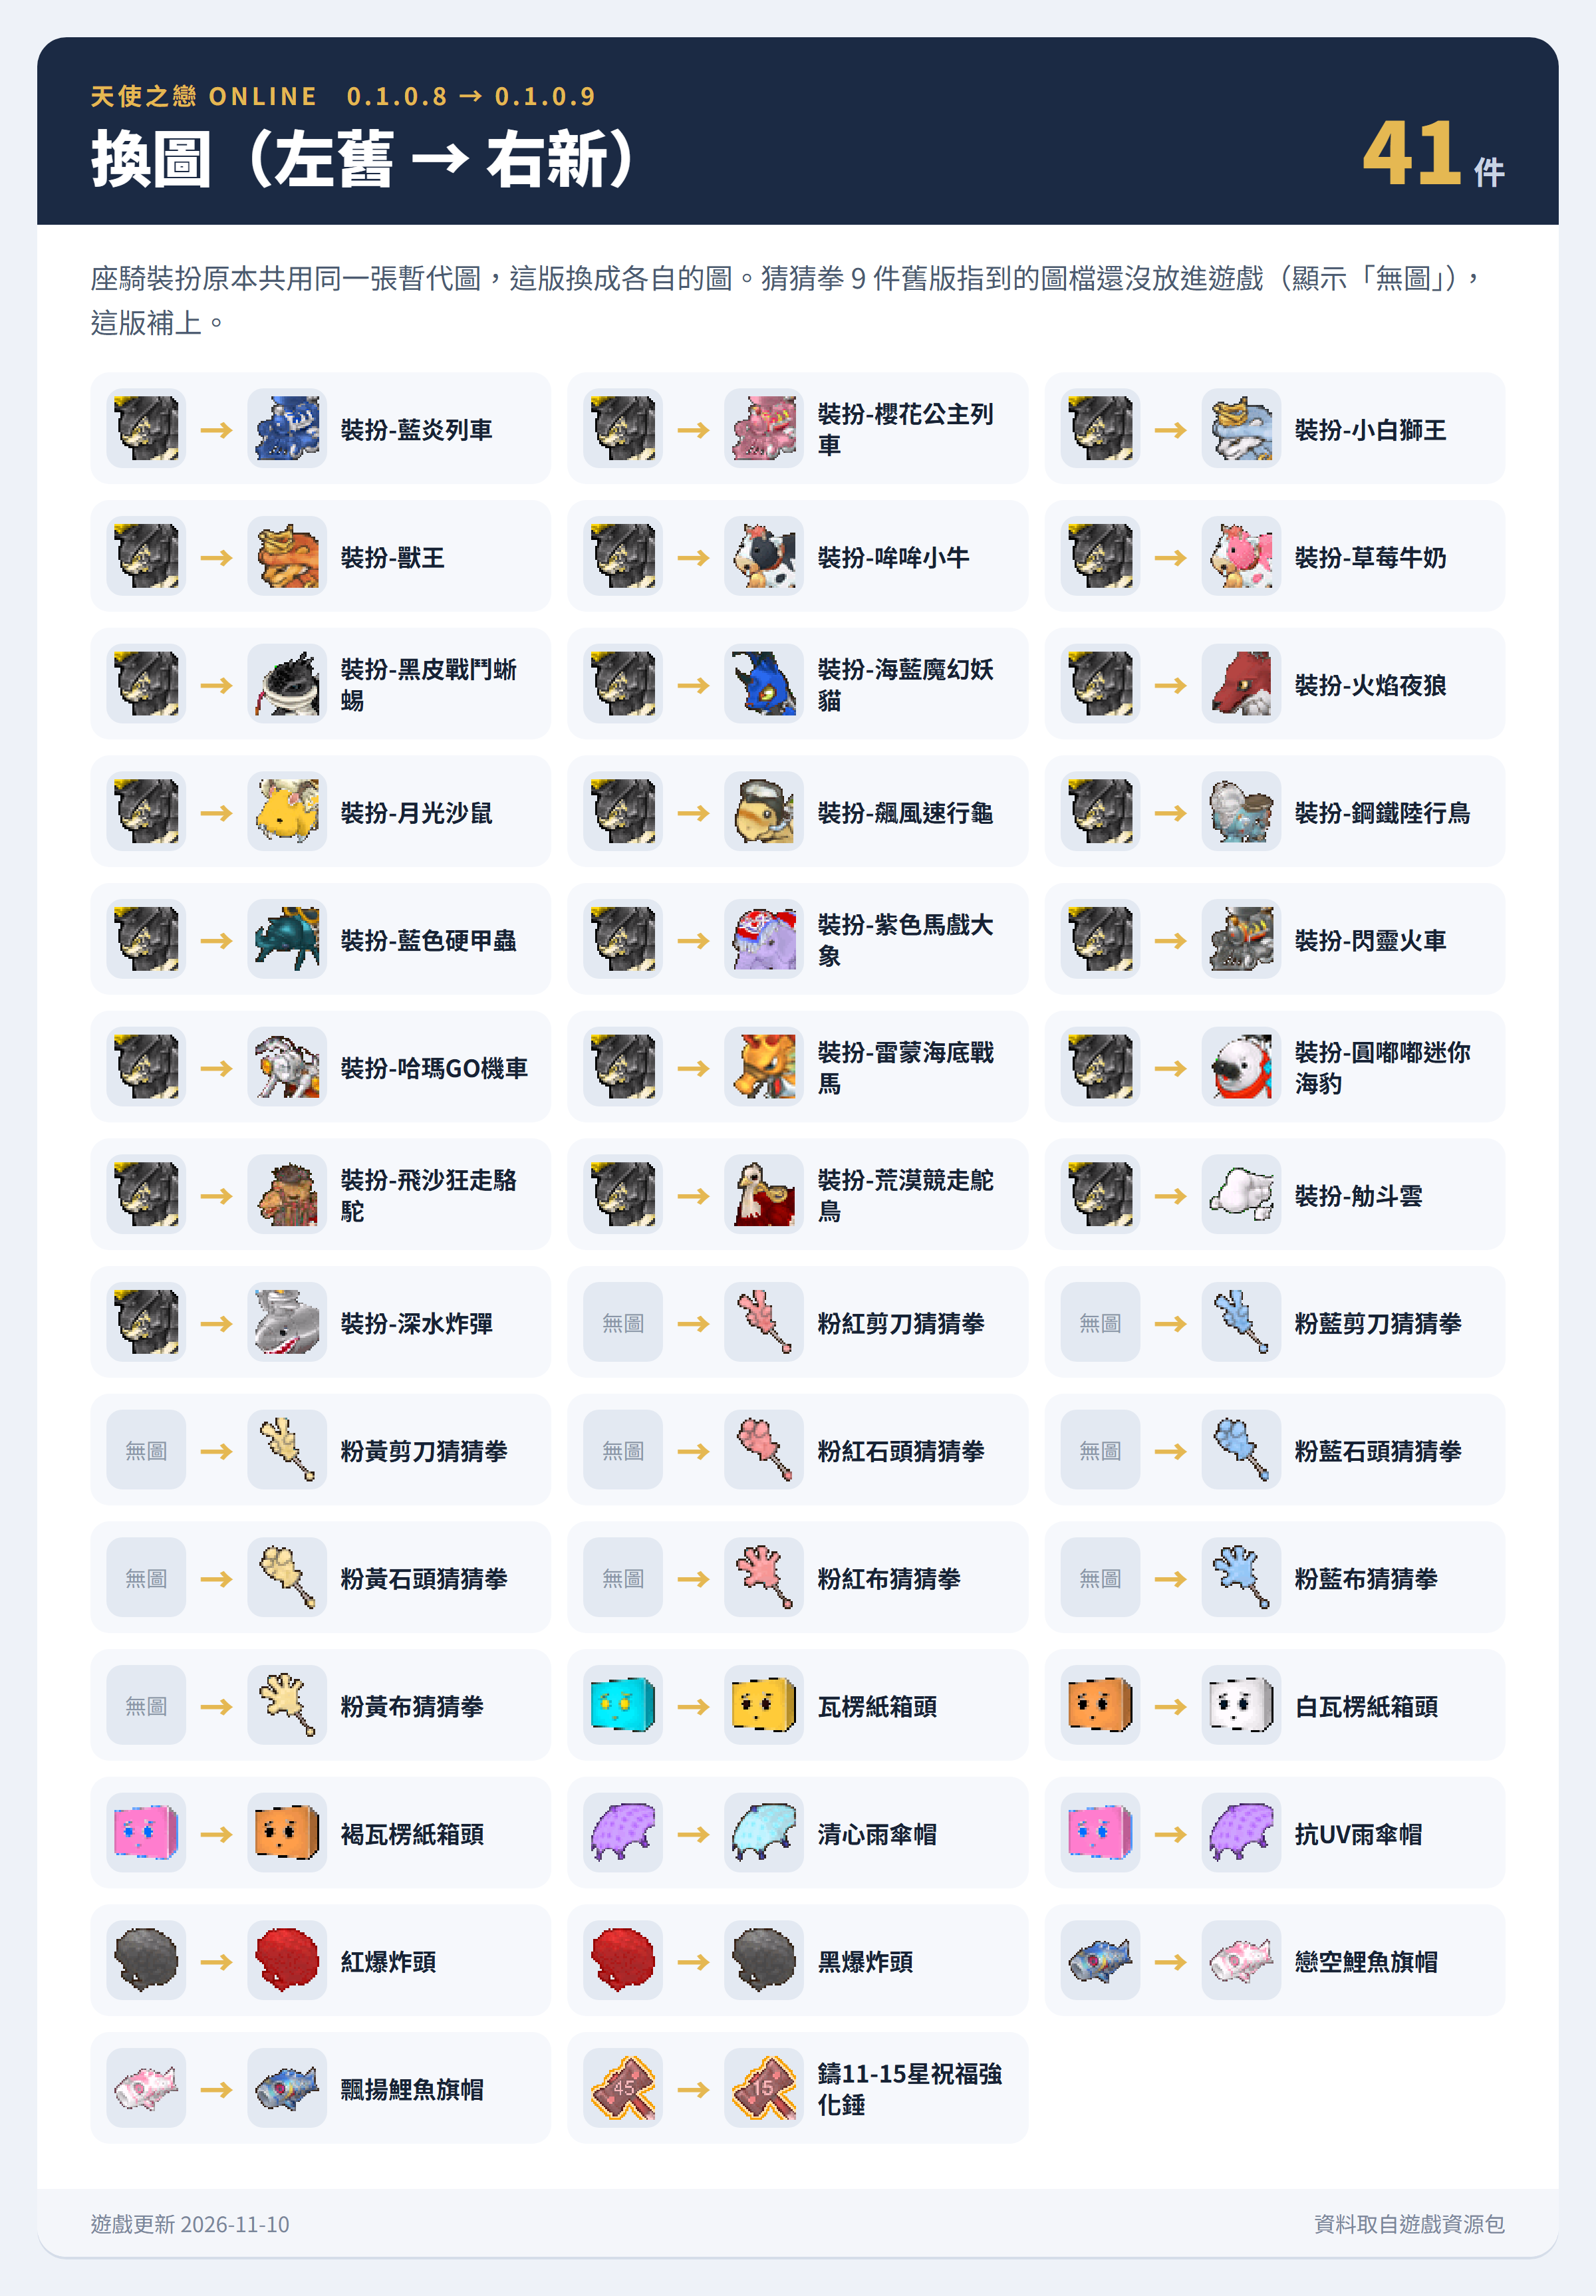 天使之戀 ONLINE 0.1.0.8 → 0.1.0.9
換圖（左舊 → 右新）
41 件
座騎裝扮原本共用同一張暫代圖，這版換成各自的圖。猜猜拳 9 件舊版指到的圖檔還沒放進遊戲（顯示「無圖」），
這版補上。
→ 裝扮-藍炎列車
→ 裝扮-櫻花公主列
車
→ 裝扮-小白獅王
→ 裝扮-獸王
→ 裝扮-哞哞小牛
→ 裝扮-草莓牛奶
→ 裝扮-黑皮戰鬥蜥
蜴
→ 裝扮-海藍魔幻妖
貓
→ 裝扮-火焰夜狼
→ 裝扮-月光沙鼠
→ 裝扮-飆風速行龜
→ 裝扮-鋼鐵陸行鳥
→ 裝扮-藍色硬甲蟲
→ 裝扮-紫色馬戲大
象
→ 裝扮-閃靈火車
→ 裝扮-哈瑪GO機車
→ 裝扮-雷蒙海底戰
馬
→ 裝扮-圓嘟嘟迷你
海豹
→ 裝扮-飛沙狂走駱
駝
→ 裝扮-荒漠競走鴕
鳥
→ 裝扮-觔斗雲
→ 裝扮-深水炸彈
無圖 → 粉紅剪刀猜猜拳
無圖 → 粉藍剪刀猜猜拳
無圖 → 粉黃剪刀猜猜拳
無圖 → 粉紅石頭猜猜拳
無圖 → 粉藍石頭猜猜拳
無圖 → 粉黃石頭猜猜拳
無圖 → 粉紅布猜猜拳
無圖 → 粉藍布猜猜拳
無圖 → 粉黃布猜猜拳
→ 瓦楞紙箱頭
→ 白瓦楞紙箱頭
→ 褐瓦楞紙箱頭
→ 清心雨傘帽
→ 抗UV雨傘帽
→ 紅爆炸頭
→ 黑爆炸頭
→ 戀空鯉魚旗帽
→ 飄揚鯉魚旗帽
45 → 15 鑄11-15星祝福強
化錘
遊戲更新 2026-11-10
資料取自遊戲資源包